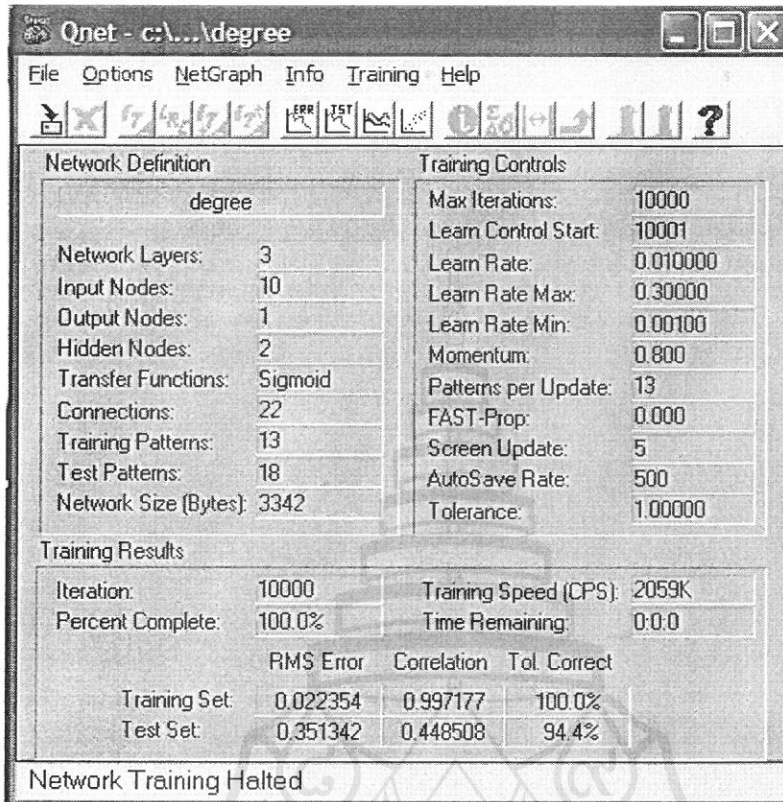 Qnet - c:\...\degree
File Options NetGraph Info Training Help
ERR TST
Network Definition
degree
Network Layers: 3
Input Nodes: 10
Output Nodes: 1
Hidden Nodes: 2
Transfer Functions: Sigmoid
Connections: 22
Training Patterns: 13
Test Patterns: 18
Network Size (Bytes): 3342
Training Controls
Max Iterations: 10000
Learn Control Start: 10001
Learn Rate: 0.010000
Learn Rate Max: 0.30000
Learn Rate Min: 0.00100
Momentum: 0.800
Patterns per Update: 13
FAST-Prop: 0.000
Screen Update: 5
AutoSave Rate: 500
Tolerance: 1.00000
Training Results
Iteration: 10000
Percent Complete: 100.0%
Training Speed (CPS): 2059K
Time Remaining: 0:0:0
RMS Error Correlation Tol. Correct
Training Set: 0.022354 0.997177 100.0%
Test Set: 0.351342 0.448508 94.4%
Network Training Halted